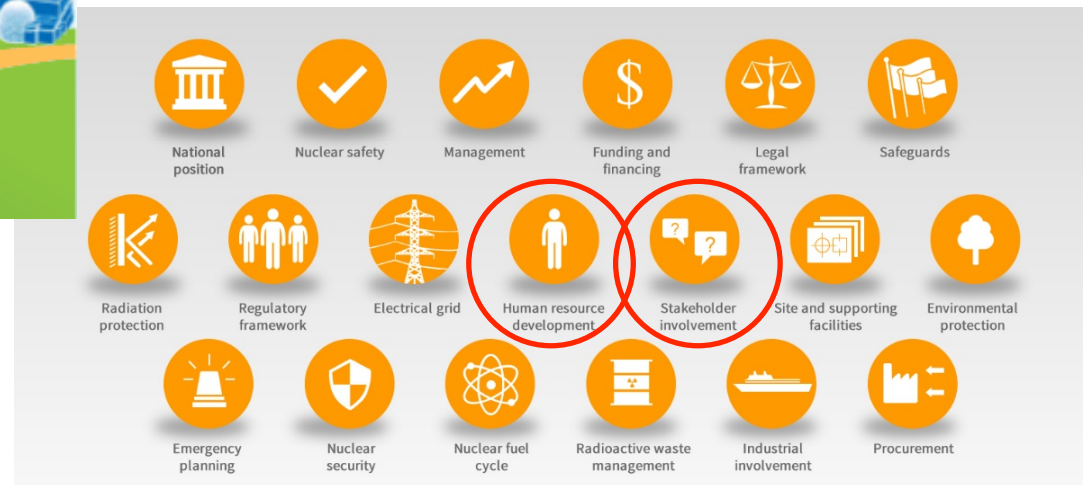 $
National
position
Nuclear safety
Management
Funding and
financing
Legal
framework
Safeguards
? ?
Radiation
protection
Regulatory
framework
Electrical grid
Human resource
development
Stakeholder
involvement
Site and supporting
facilities
Environmental
protection
Emergency
planning
Nuclear
security
Nuclear fuel
cycle
Radioactive waste
management
Industrial
involvement
Procurement